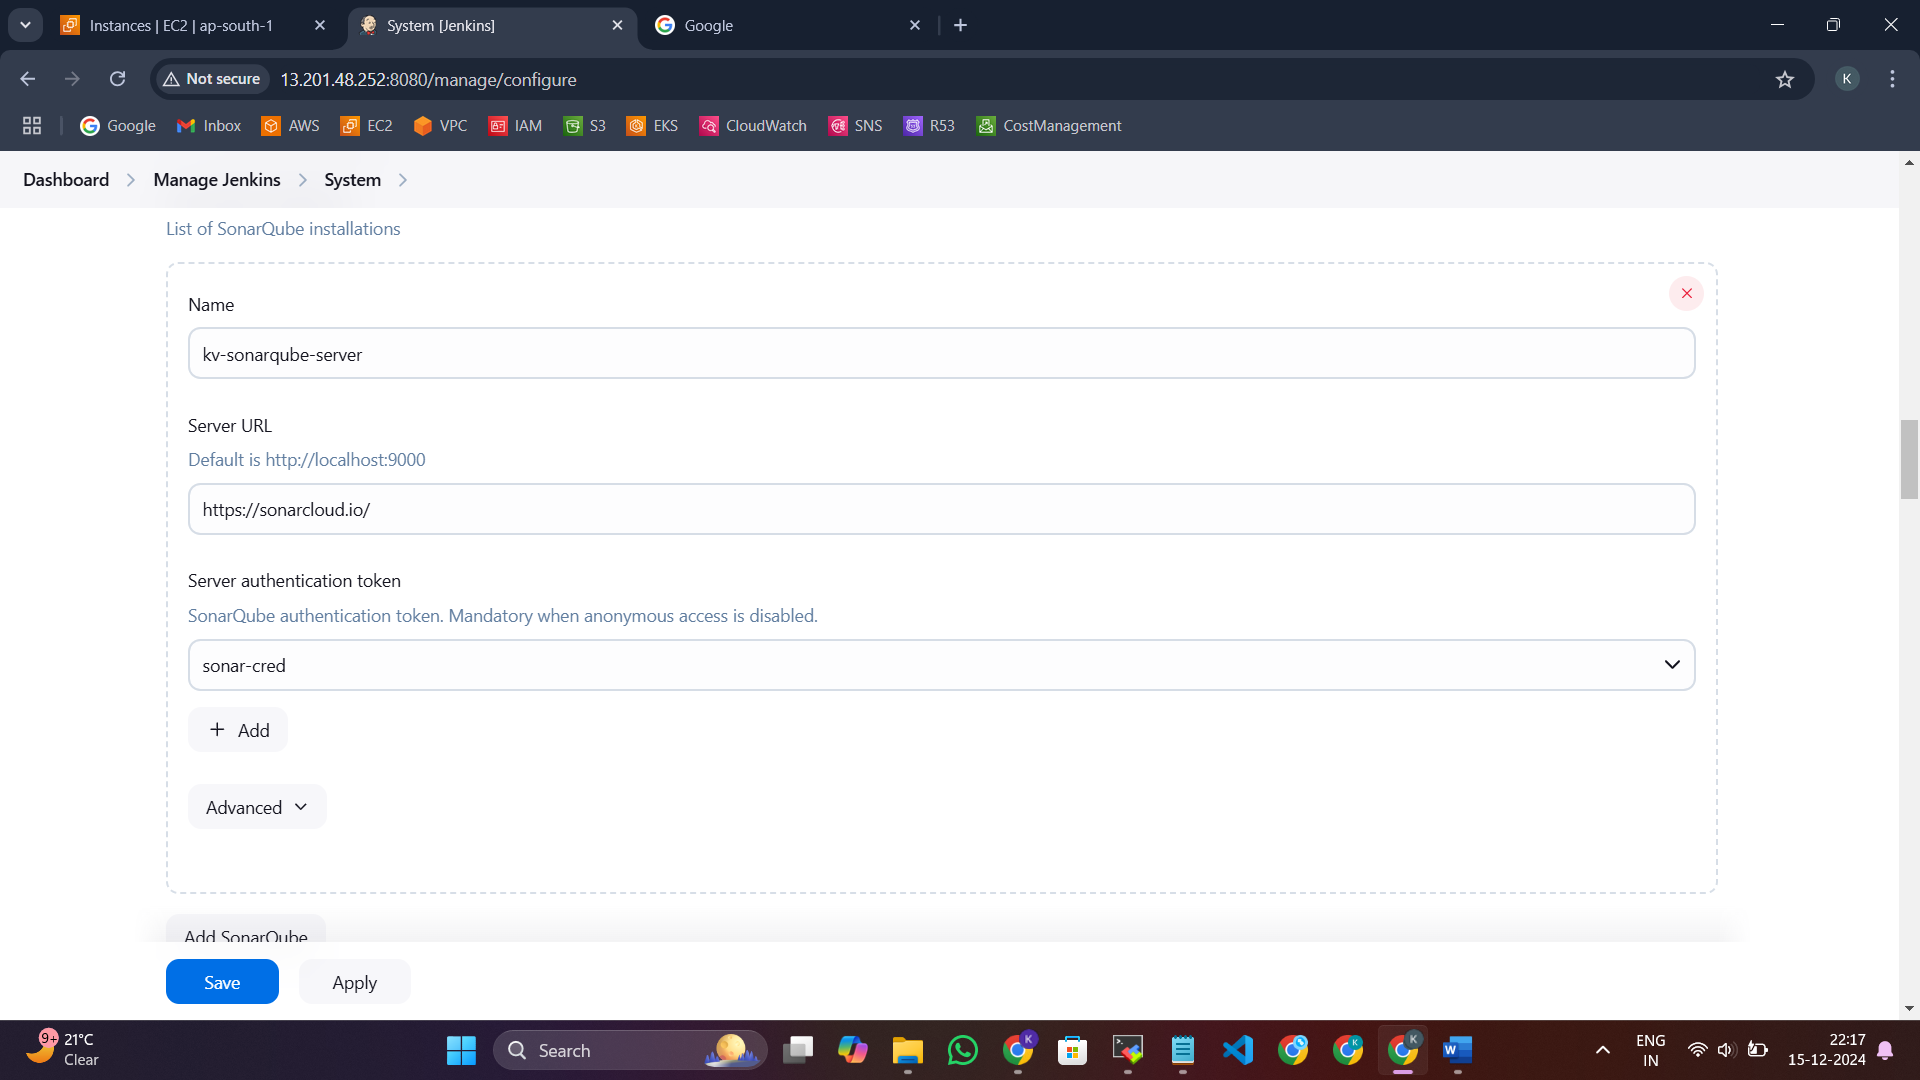 Instances | EC2 | ap-south-1
System [Jenkins]
Google
Not secure
13.201.48.252:8080/manage/configure
K
Google
Inbox
AWS
EC2
VPC
IAM
S3
EKS
CloudWatch
SNS
R53
CostManagement
Dashboard
Manage Jenkins
System
List of SonarQube installations
Name
kv-sonarqube-server
Server URL
Default is http://localhost:9000
https://sonarcloud.io/
Server authentication token
SonarQube authentication token. Mandatory when anonymous access is disabled.
sonar-cred
+ Add
Advanced
Add SonarQube
Save
Apply
9+
21°C
Clear
Search
K
K
K
W
ENG
IN
22:17
15-12-2024